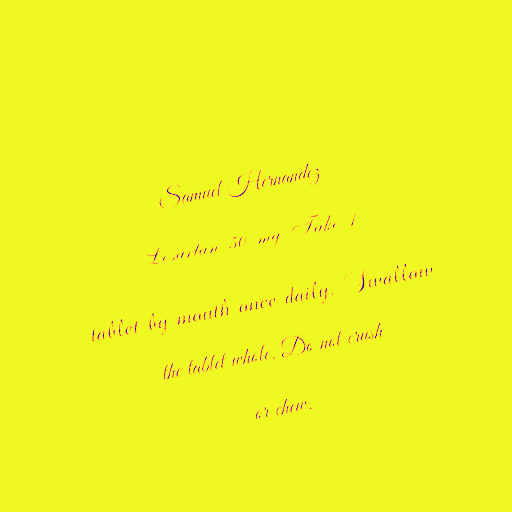 Samuel Hernandez
Losartan 50 mg Take 1
tablet by mouth once daily. Swallow
the tablet whole. Do not crush
or chew.